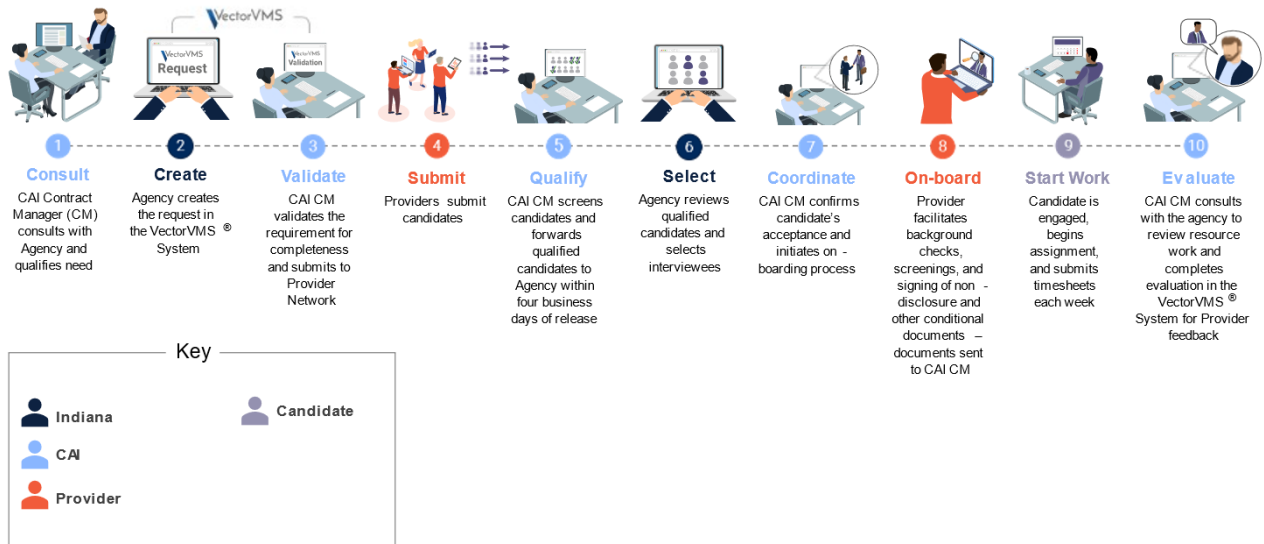 VectorVMS
VectorVMS
Request
VectorVMS
Validation
1
Consult
CAI Contract
Manager (CM)
consults with
Agency and
qualifies need
2
Create
Agency creates
the request in
the VectorVMS ®
System
3
Validate
CAI CM
validates the
requirement for
completeness
and submits to
Provider
Network
4
Submit
Providers submit
candidates
5
Qualify
CAI CM screens
candidates and
forwards
qualified
candidates to
Agency within
four business
days of release
6
Select
Agency reviews
qualified
candidates and
selects
interviewees
7
Coordinate
CAI CM confirms
candidate's
acceptance and
initiates on -
boarding process
8
On-board
Provider
facilitates
background
checks,
screenings, and
signing of non -
disclosure and
other conditional
documents –
documents sent
to CAI CM
9
Start Work
Candidate is
engaged,
begins
assignment,
and submits
timesheets
each week
10
Evaluate
CAI CM consults
with the agency to
review resource
work and
completes
evaluation in the
VectorVMS ®
System for Provider
feedback
Key
Indiana
Candidate
CAI
Provider